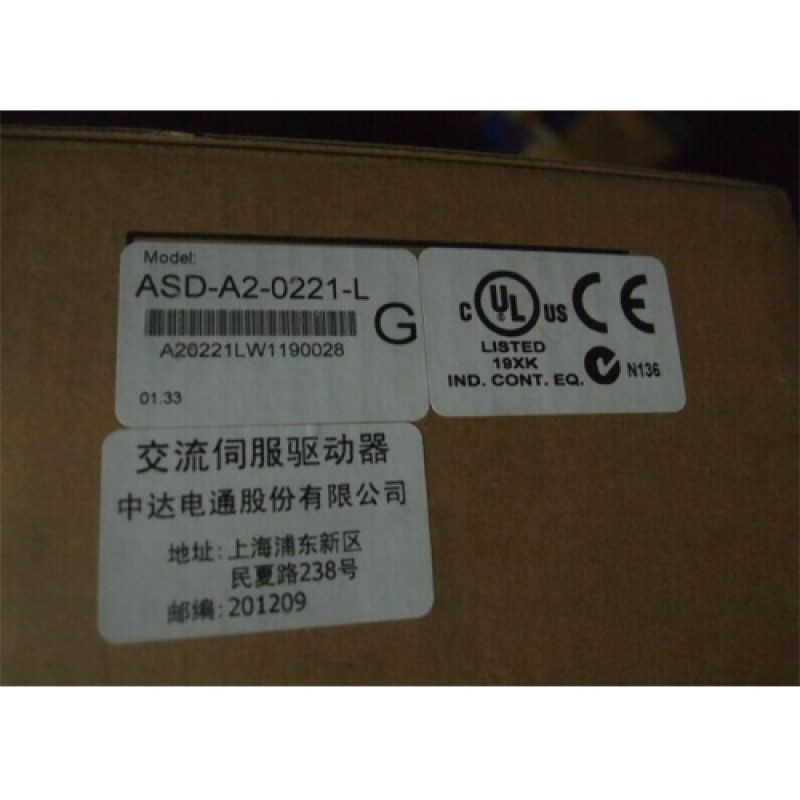 Model:
ASD-A2-0221-L
G
A20221LW1190028
01.33
C UL US CE
®
LISTED
19XK
IND. CONT. EQ.
N136
交流伺服驱动器
中达电通股份有限公司
地址:上海浦东新区
民夏路238号
邮编:201209